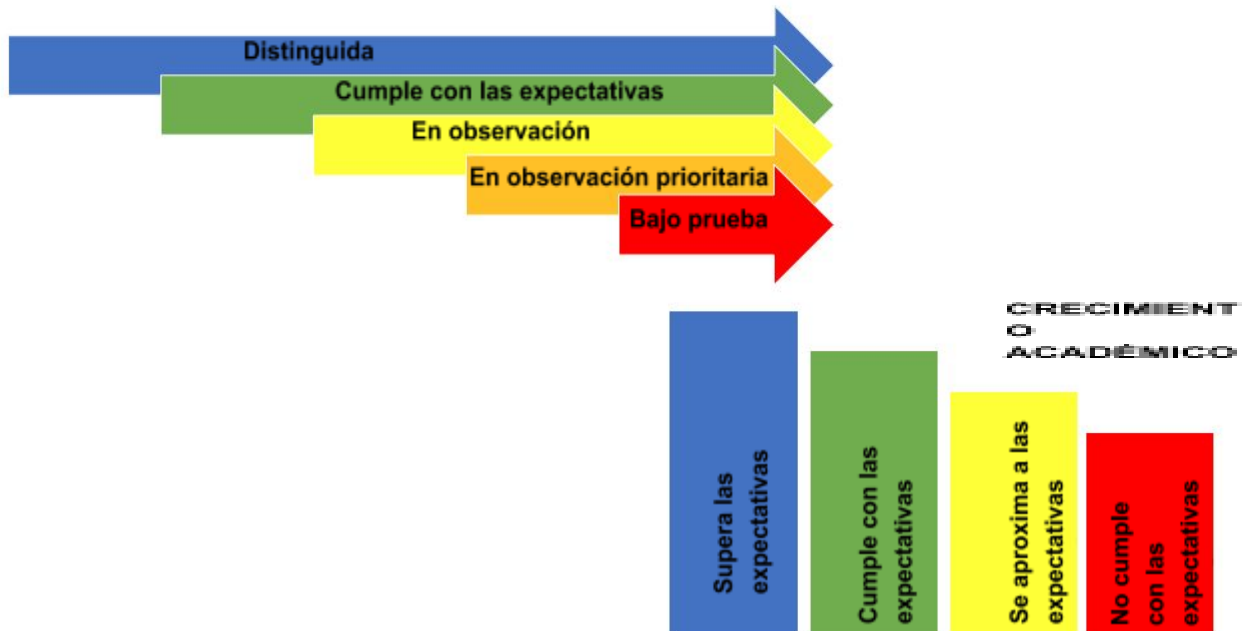 Distinguida
Cumple con las expectativas
En observación
En observación prioritaria
Bajo prueba
CRECIMIENT
O
ACADÉMICO
Supera las
expectativas
Cumple con las
expectativas
Se aproxima a las
expectativas
No cumple
con las
expectativas